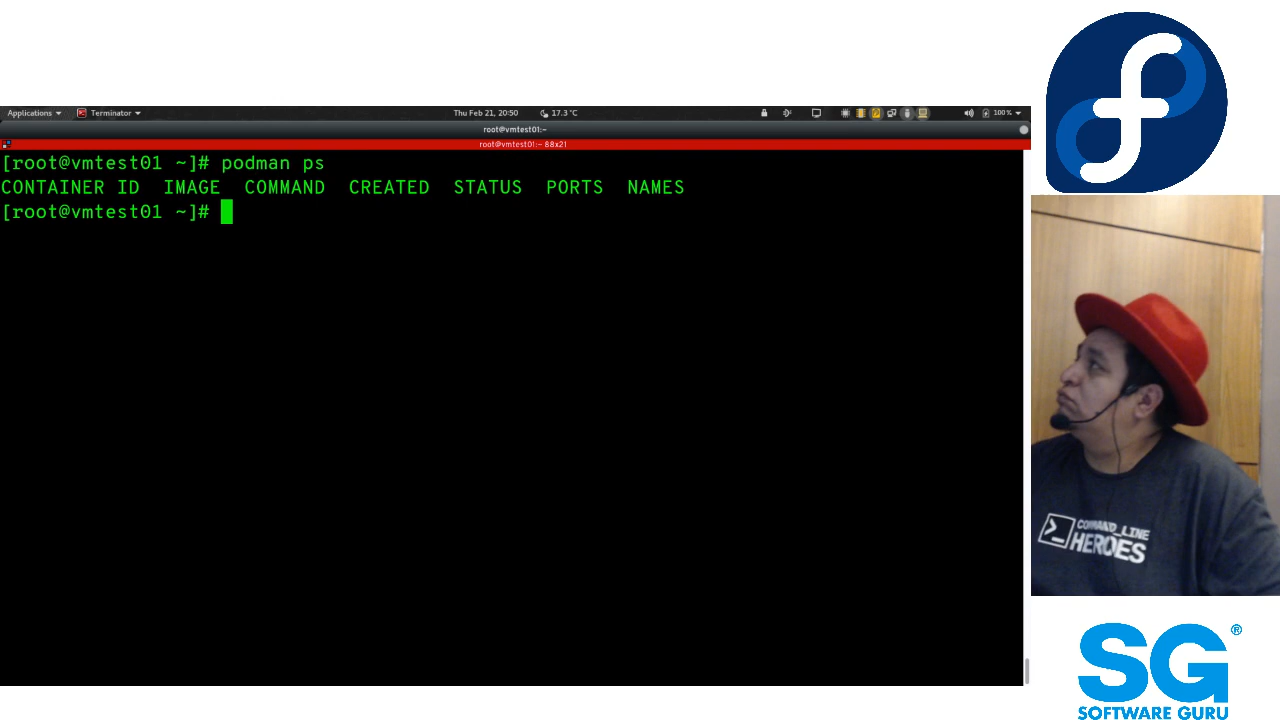 Applications
Terminator
Thu Feb 21, 20:50
17.3 °C
100%
root@vmtest01:~
root@vmtest01:~ 88x21
[root@vmtest01 ~]# podman ps
CONTAINER ID  IMAGE  COMMAND  CREATED  STATUS  PORTS  NAMES
[root@vmtest01 ~]#
>_
COMMAND_LINE
HEROES
SG®
SOFTWARE GURU